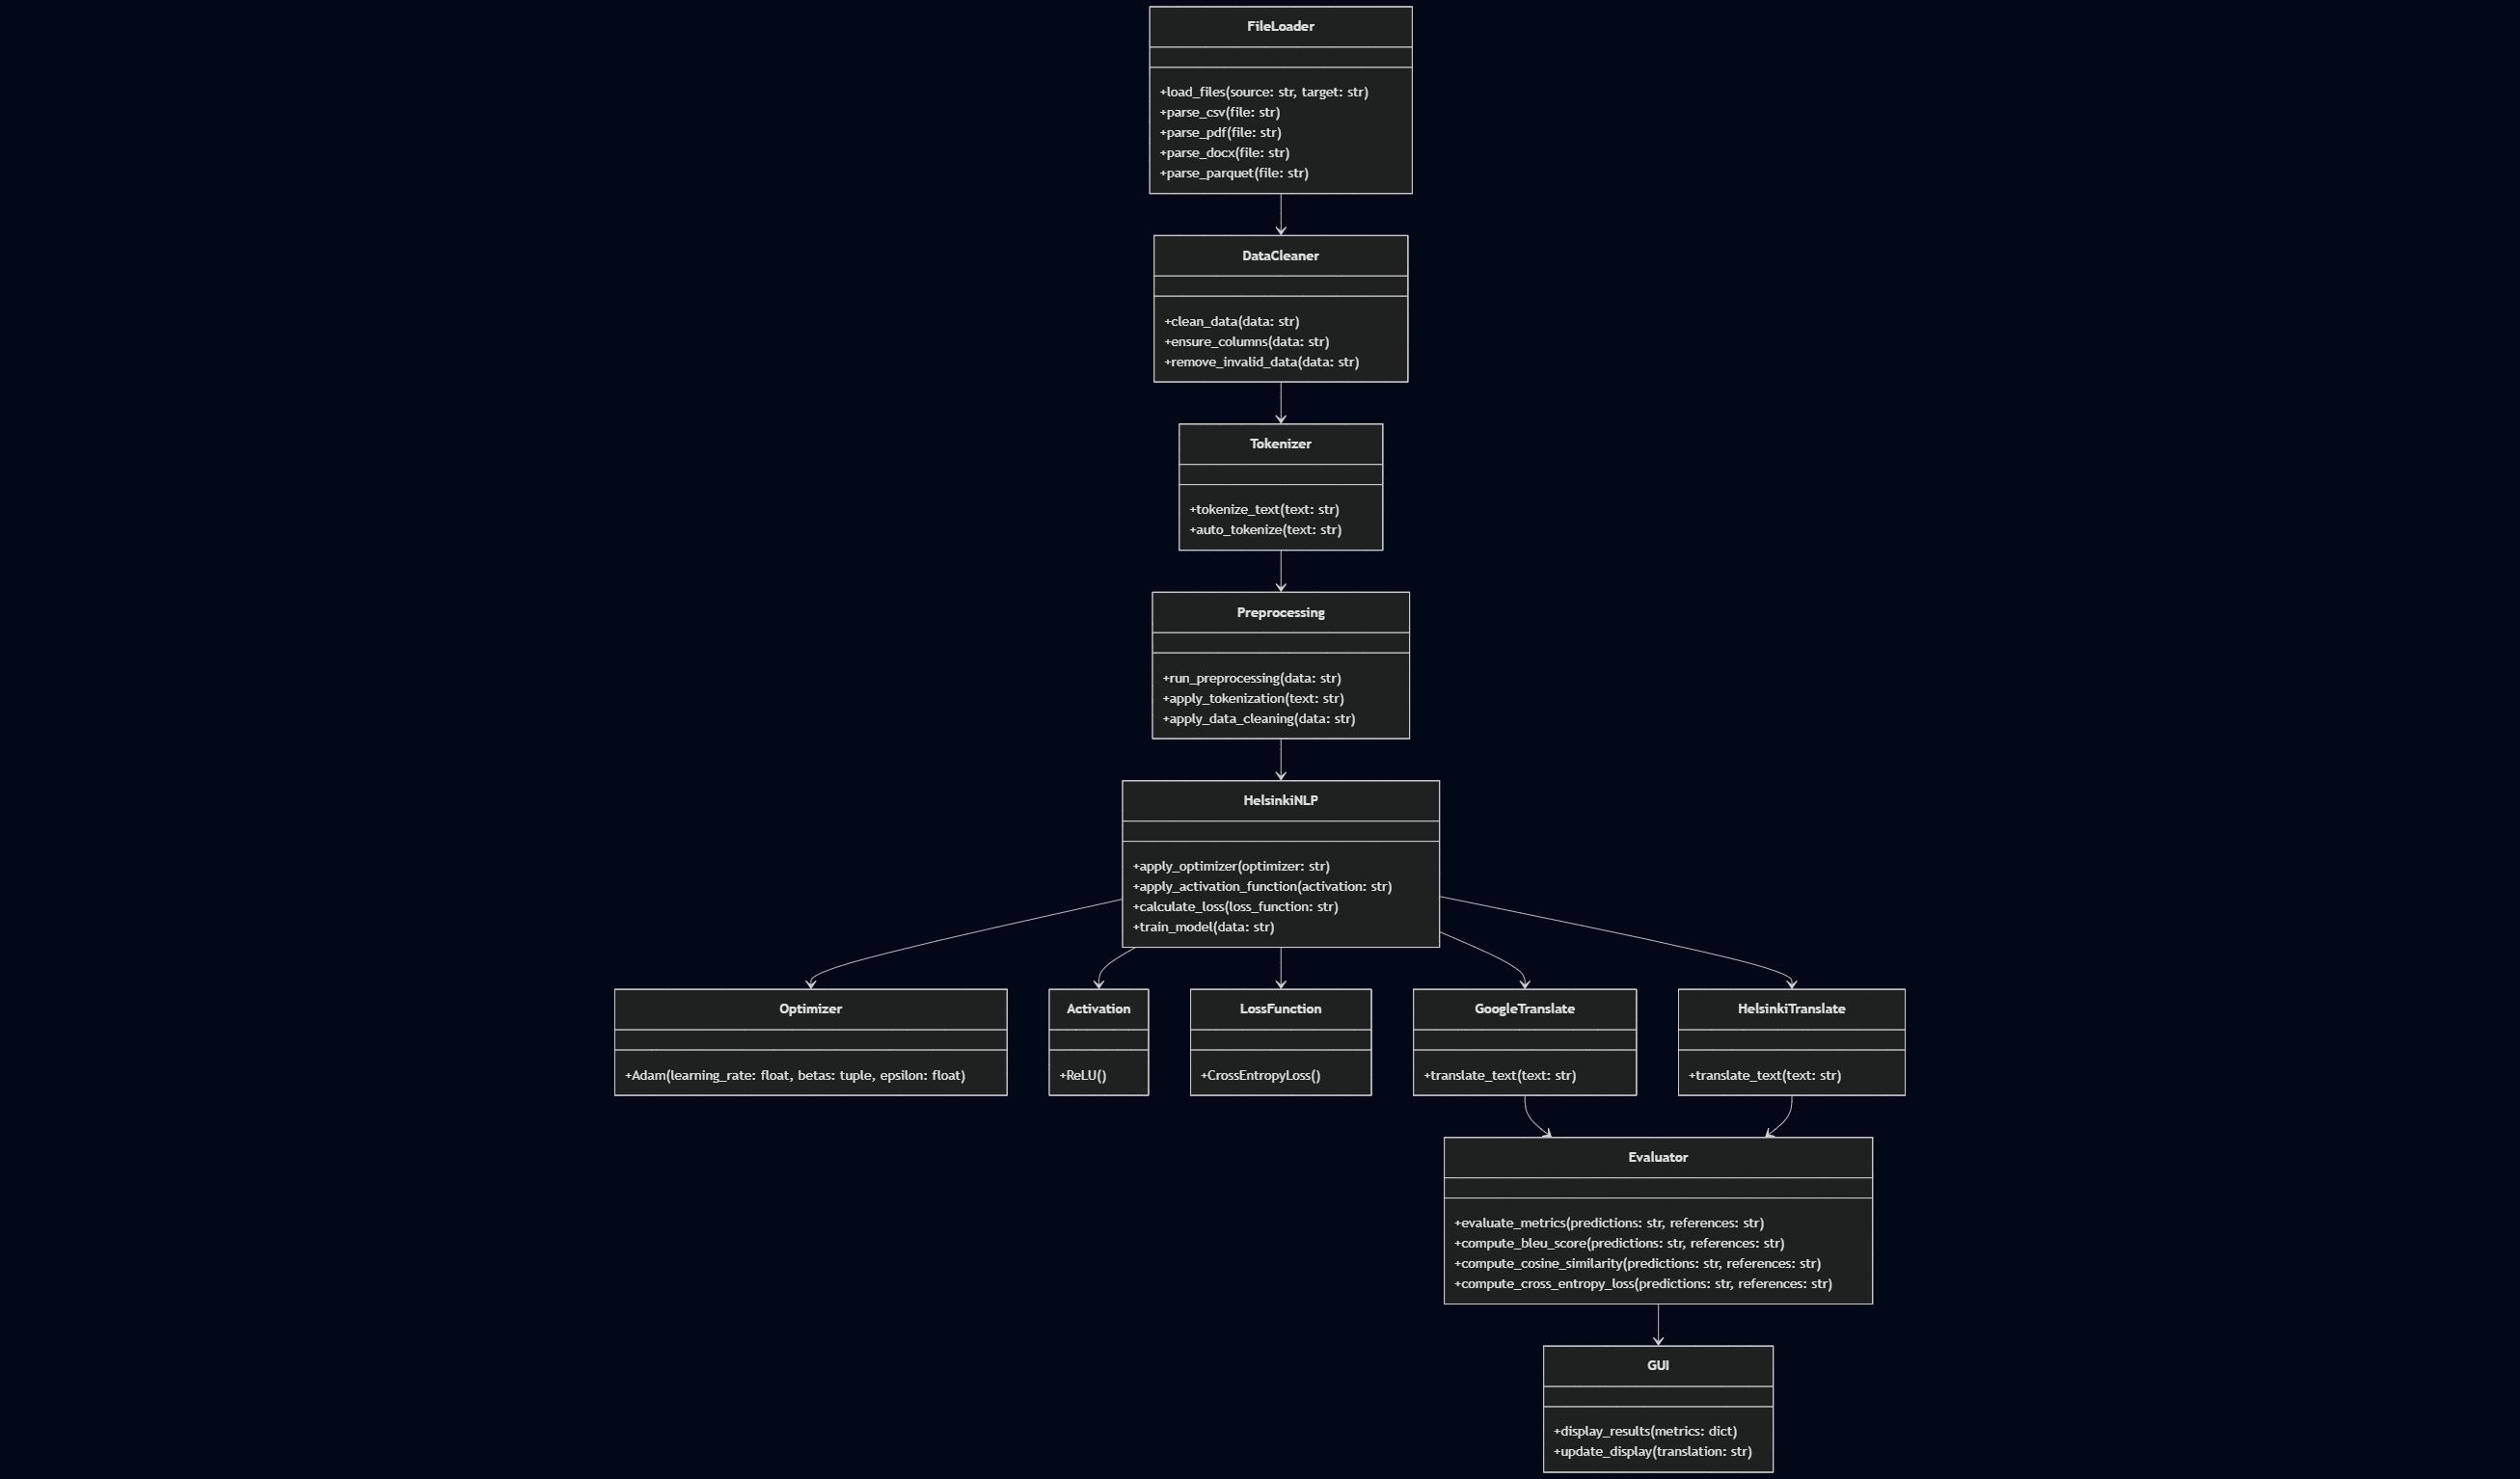 FileLoader
+load_files(source: str, target: str)
+parse_csv(file: str)
+parse_pdf(file: str)
+parse_docx(file: str)
+parse_parquet(file: str)
DataCleaner
+clean_data(data: str)
+ensure_columns(data: str)
+remove_invalid_data(data: str)
Tokenizer
+tokenize_text(text: str)
+auto_tokenize(text: str)
Preprocessing
+run_preprocessing(data: str)
+apply_tokenization(text: str)
+apply_data_cleaning(data: str)
HelsinkiNLP
+apply_optimizer(optimizer: str)
+apply_activation_function(activation: str)
+calculate_loss(loss_function: str)
+train_model(data: str)
Optimizer
+Adam(learning_rate: float, betas: tuple, epsilon: float)
Activation
+ReLU()
LossFunction
+CrossEntropyLoss()
GoogleTranslate
+translate_text(text: str)
HelsinkiTranslate
+translate_text(text: str)
Evaluator
+evaluate_metrics(predictions: str, references: str)
+compute_bleu_score(predictions: str, references: str)
+compute_cosine_similarity(predictions: str, references: str)
+compute_cross_entropy_loss(predictions: str, references: str)
GUI
+display_results(metrics: dict)
+update_display(translation: str)